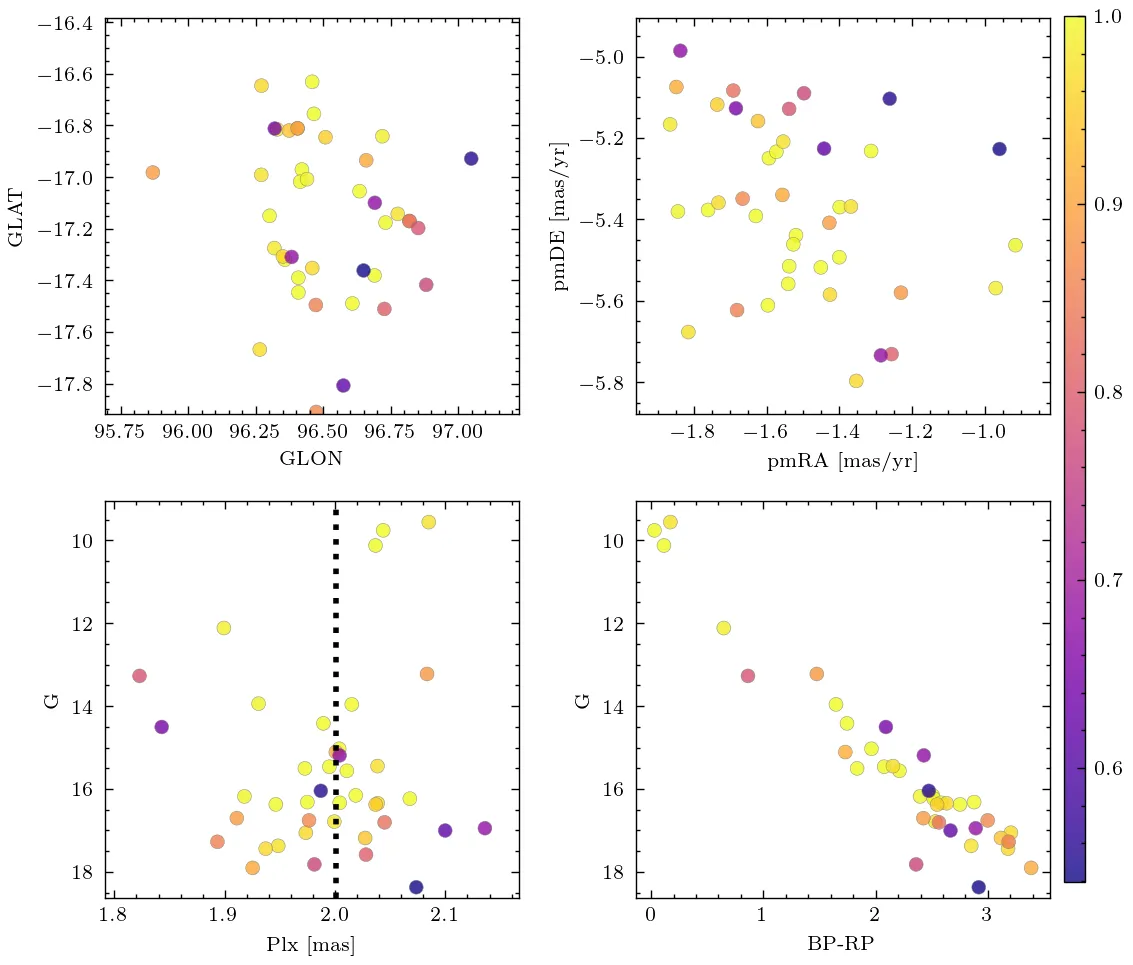 −16.4
−16.6
−16.8
−17.0
−17.2
−17.4
−17.6
−17.8
GLAT
95.75 96.00 96.25 96.50 96.75 97.00
GLON
−5.0
−5.2
−5.4
−5.6
−5.8
pmDE [mas/yr]
−1.8 −1.6 −1.4 −1.2 −1.0
pmRA [mas/yr]
1.0
0.9
0.8
0.7
0.6
10
12
14
16
18
G
1.8 1.9 2.0 2.1
Plx [mas]
10
12
14
16
18
G
0 1 2 3
BP-RP